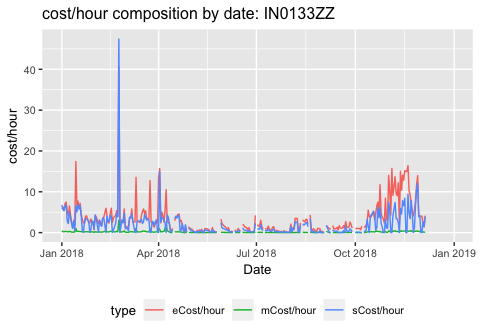 cost/hour composition by date: IN0133ZZ
cost/hour
40
30
20
10
0
Jan 2018 Apr 2018 Jul 2018 Oct 2018 Jan 2019
Date
type eCost/hour mCost/hour sCost/hour